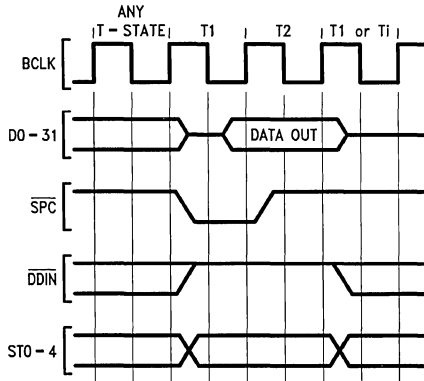 ANY
T - STATE T1 T2 T1 or Ti
BCLK
D0 - 31
DATA OUT
SPC
DDIN
ST0 - 4